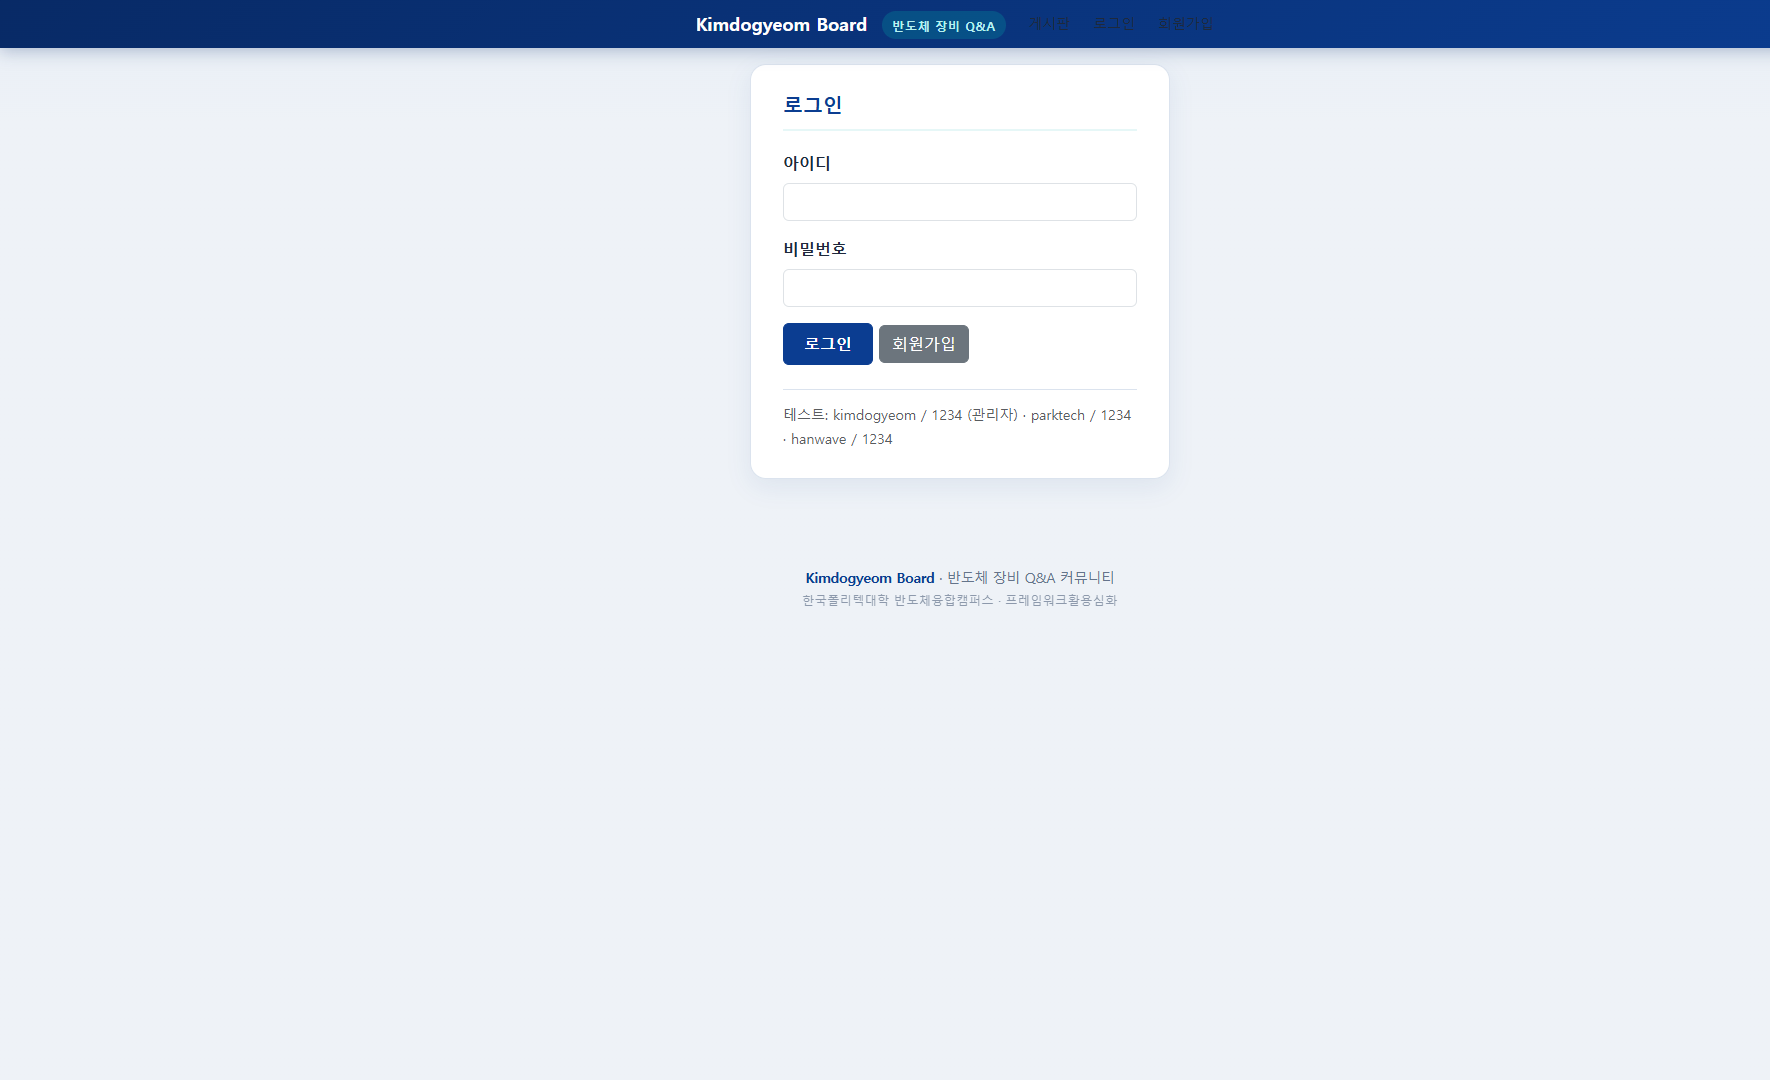 Kimdogyeom Board 반도체 장비 Q&A 게시판 로그인 회원가입
로그인
아이디
비밀번호
로그인 회원가입
테스트: kimdogyeom / 1234 (관리자) · parktech / 1234
· hanwave / 1234
Kimdogyeom Board · 반도체 장비 Q&A 커뮤니티
한국폴리텍대학 반도체융합캠퍼스 · 프레임워크활용심화